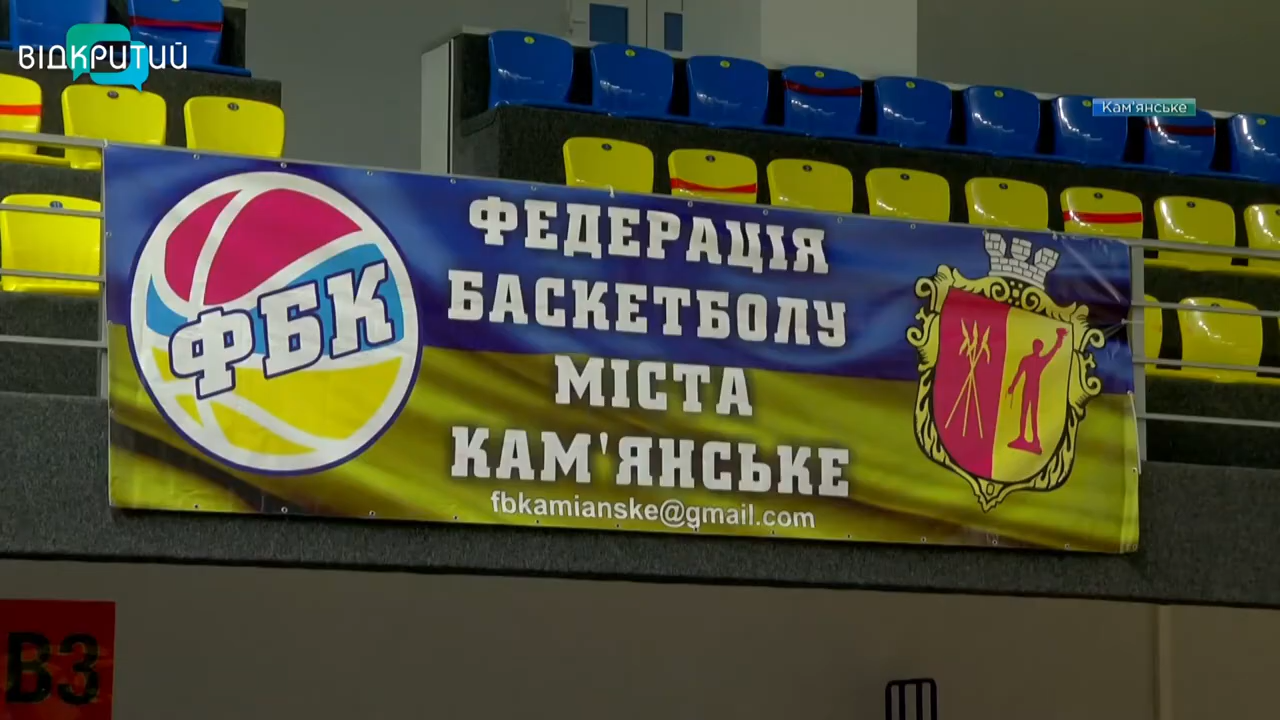 ВІДКРИТИЙ
Кам'янське
ФБК
ФЕДЕРАЦІЯ
БАСКЕТБОЛУ
МІСТА
КАМ'ЯНСЬКЕ
fbkamianske@gmail.com
В3